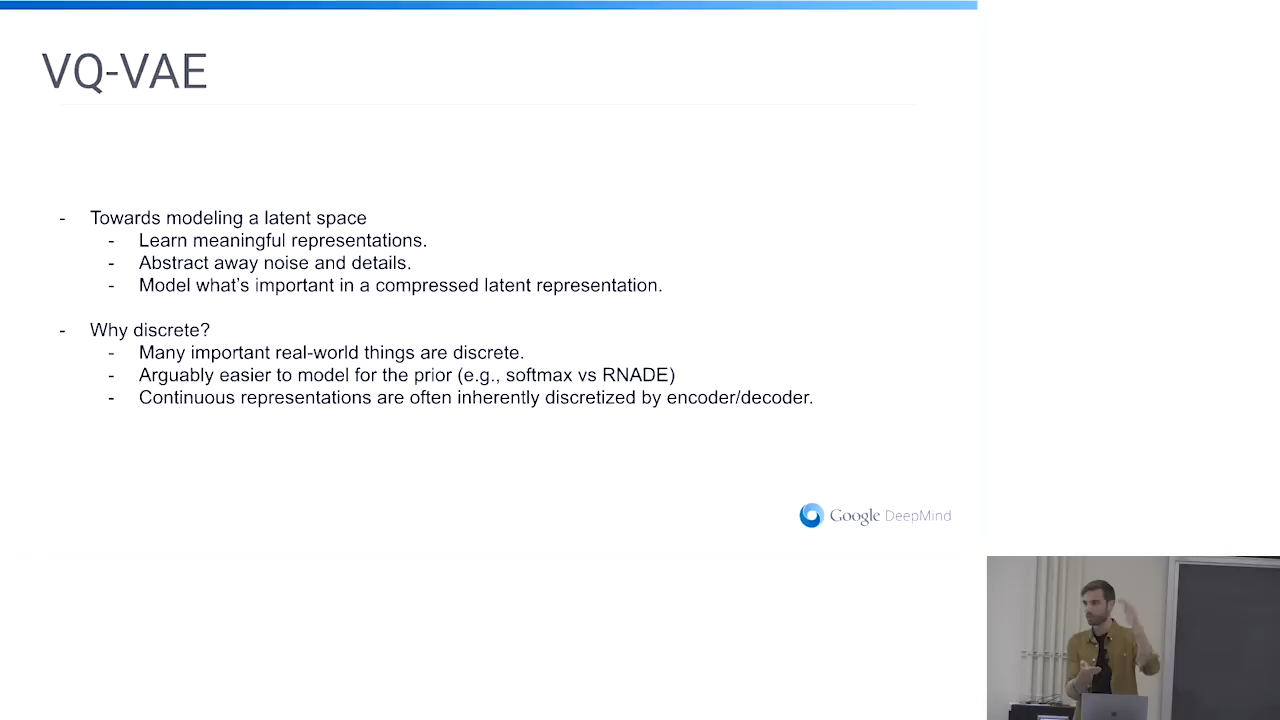 VQ-VAE
- Towards modeling a latent space
- Learn meaningful representations.
- Abstract away noise and details.
- Model what's important in a compressed latent representation.
- Why discrete?
- Many important real-world things are discrete.
- Arguably easier to model for the prior (e.g., softmax vs RNADE)
- Continuous representations are often inherently discretized by encoder/decoder.
Google DeepMind